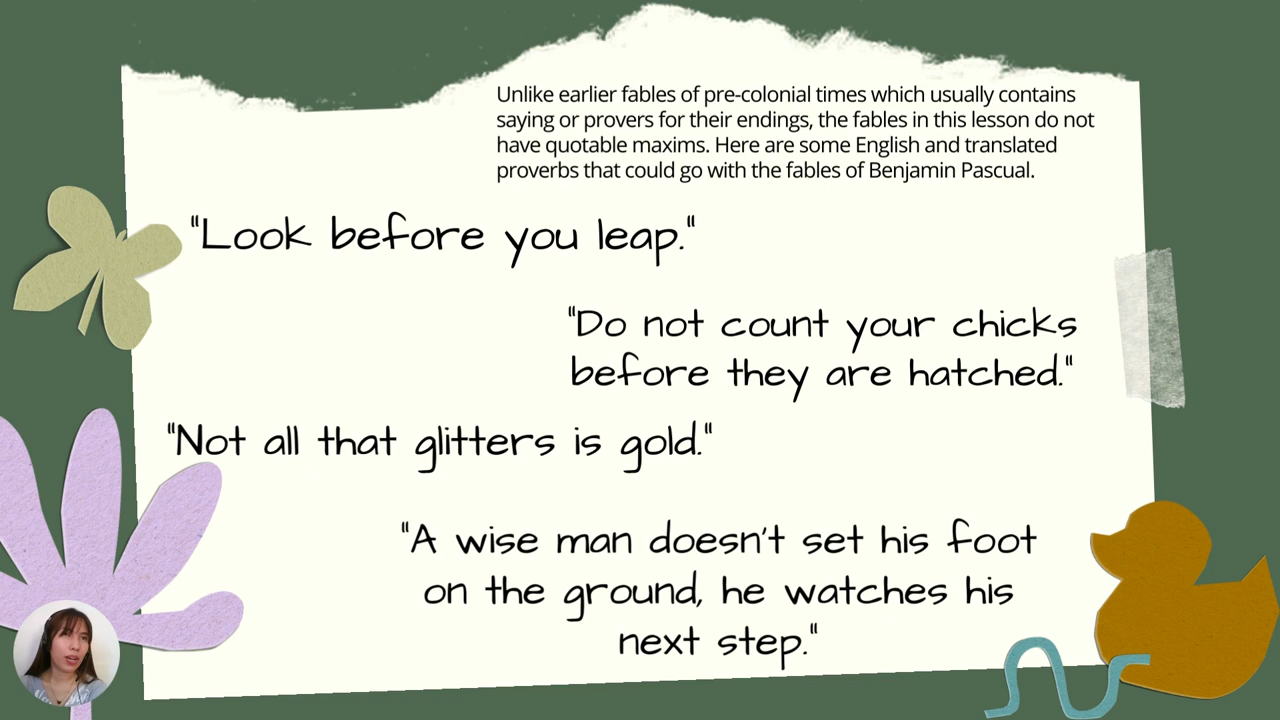 Unlike earlier fables of pre-colonial times which usually contains
saying or provers for their endings, the fables in this lesson do not
have quotable maxims. Here are some English and translated
proverbs that could go with the fables of Benjamin Pascual.
"Look before you leap."
"Do not count your chicks
before they are hatched."
"Not all that glitters is gold."
"A wise man doesn't set his foot
on the ground, he watches his
next step."